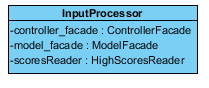 InputProcessor
-controller_facade : ControllerFacade
-model_facade : ModelFacade
-scoresReader : HighScoresReader